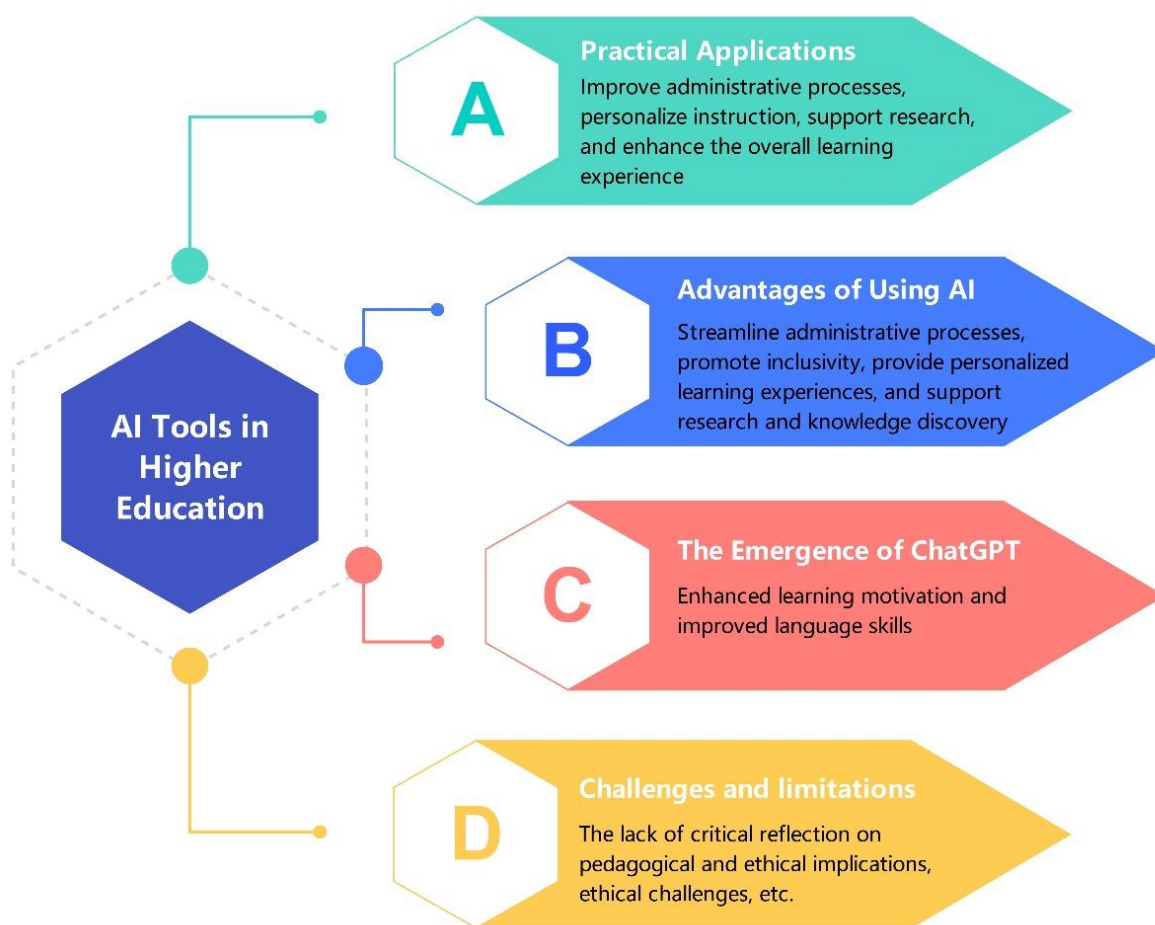 AI Tools in
Higher
Education
A
Practical Applications
Improve administrative processes,
personalize instruction, support research,
and enhance the overall learning
experience
B
Advantages of Using AI
Streamline administrative processes,
promote inclusivity, provide personalized
learning experiences, and support
research and knowledge discovery
C
The Emergence of ChatGPT
Enhanced learning motivation and
improved language skills
D
Challenges and limitations
The lack of critical reflection on
pedagogical and ethical implications,
ethical challenges, etc.